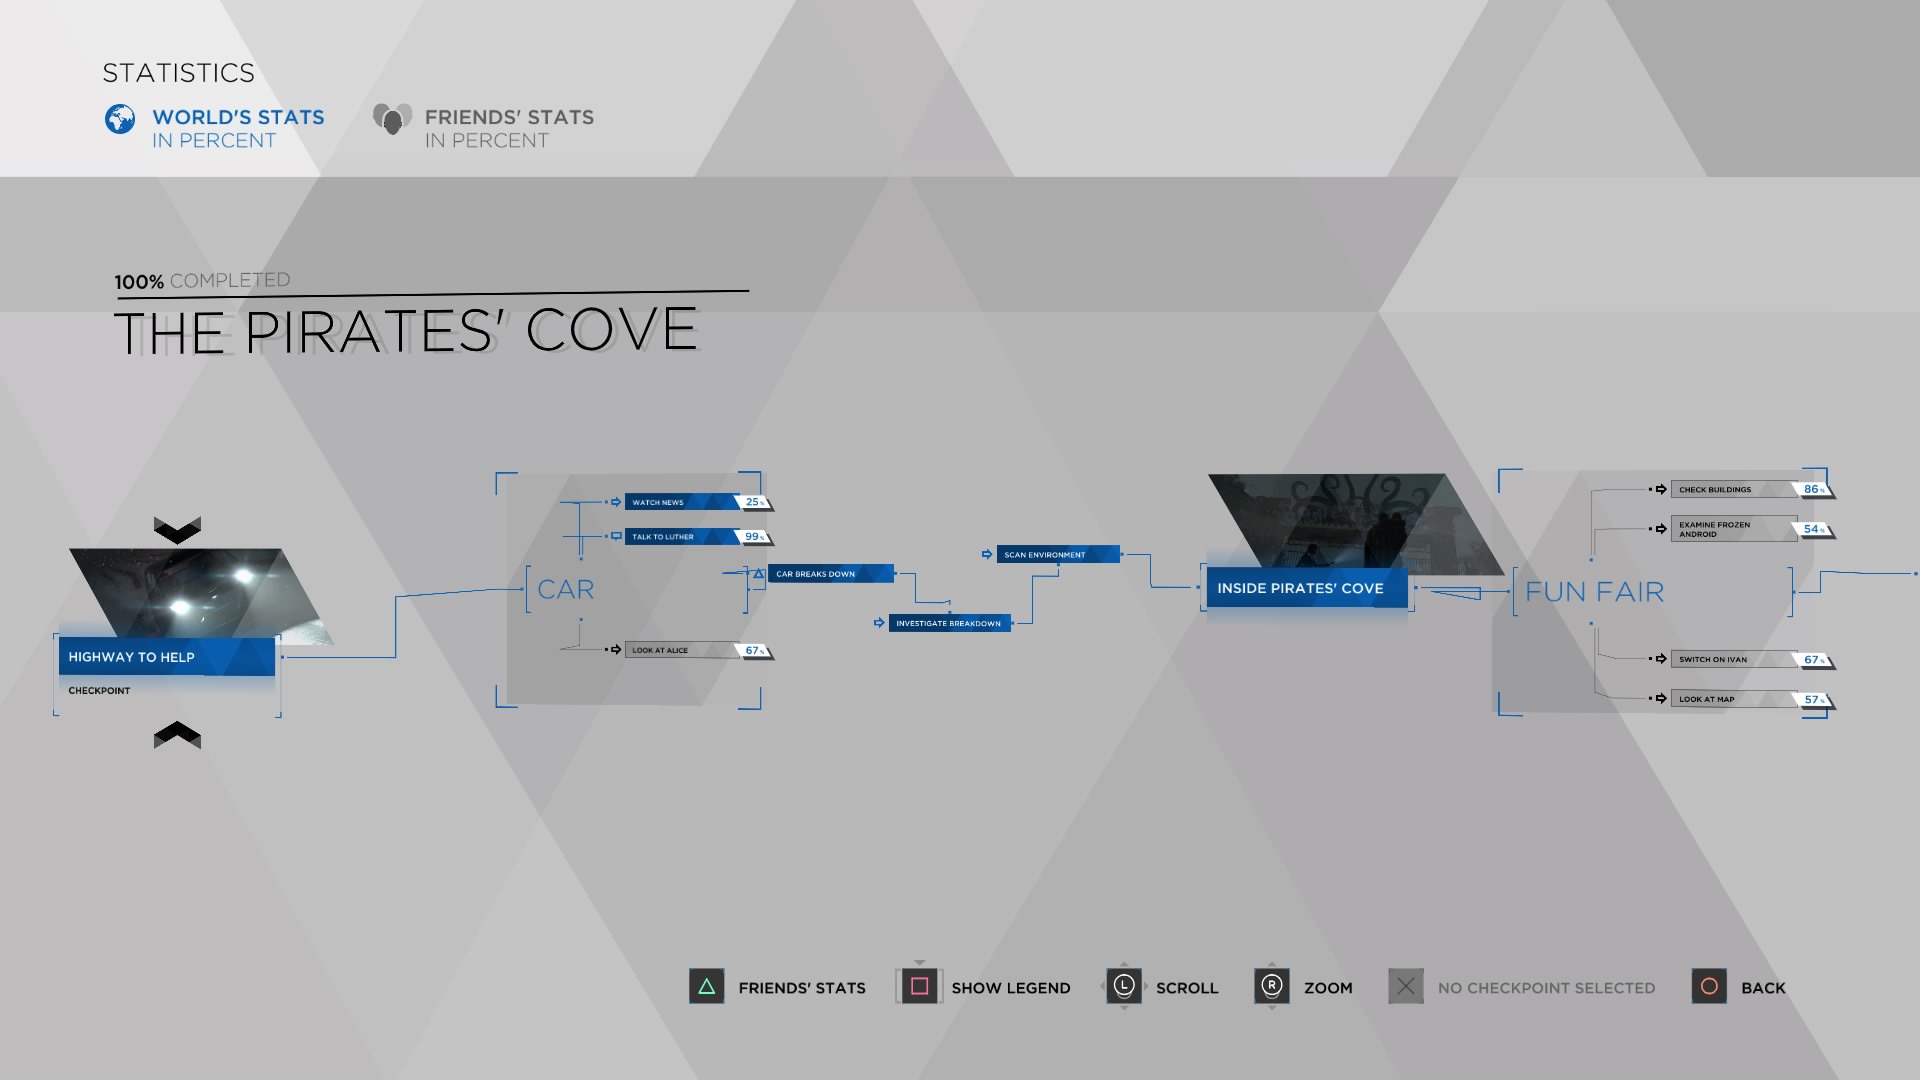 STATISTICS
WORLD'S STATS
IN PERCENT
FRIENDS' STATS
IN PERCENT
100% COMPLETED
THE PIRATES' COVE
HIGHWAY TO HELP
CHECKPOINT
CAR
WATCH NEWS 25%
TALK TO LUTHER 99%
LOOK AT ALICE 67%
CAR BREAKS DOWN
INVESTIGATE BREAKDOWN
SCAN ENVIRONMENT
INSIDE PIRATES' COVE
FUN FAIR
CHECK BUILDINGS 86%
EXAMINE FROZEN
ANDROID 54%
SWITCH ON IVAN 67%
LOOK AT MAP 57%
FRIENDS' STATS
SHOW LEGEND
L SCROLL
R ZOOM
NO CHECKPOINT SELECTED
BACK